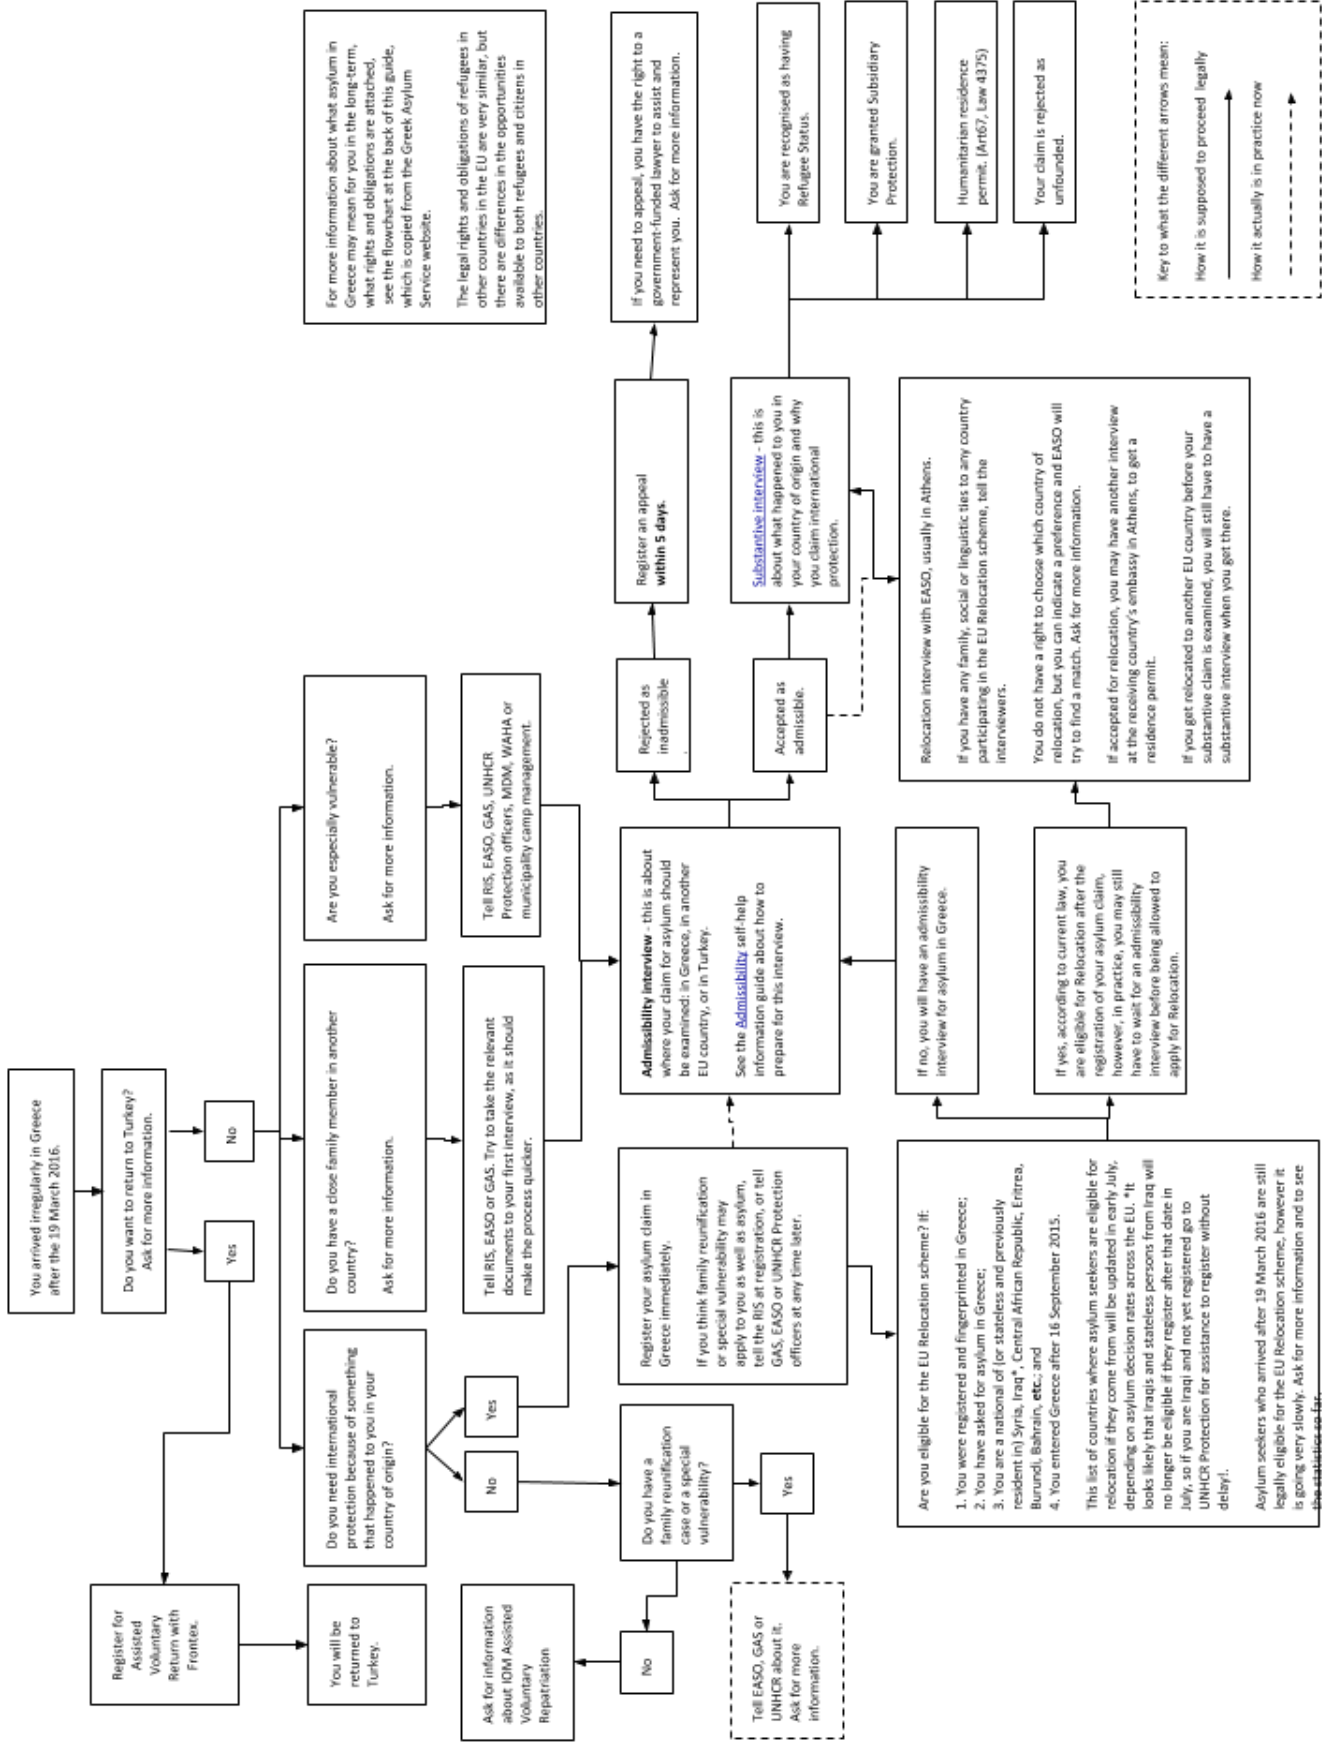 You arrived irregularly in Greece
after the 19 March 2016.
Do you want to return to Turkey?
Ask for more information.
Yes
No
Register for
Assisted
Voluntary
Return with
Frontex.
You will be
returned to
Turkey.
Do you need international
protection because of something
that happened to you in your
country of origin?
Do you have a close family member in another
country?
Ask for more information.
Are you especially vulnerable?
Ask for more information.
For more information about what asylum in
Greece may mean for you in the long-term,
what rights and obligations are attached,
see the flowchart at the back of this guide,
which is copied from the Greek Asylum
Service website.
The legal rights and obligations of refugees in
other countries in the EU are very similar, but
there are differences in the opportunities
available to both refugees and citizens in
other countries.
Ask for information
about IOM Assisted
Voluntary
Repatriation
No
Yes
Tell RIS, EASO or GAS. Try to take the relevant
documents to your first interview, as it should
make the process quicker.
Tell RIS, EASO, GAS, UNHCR
Protection officers, MDM, WAHA or
municipality camp management.
No
Do you have a
family reunification
case or a special
vulnerability?
Yes
Tell EASO, GAS or
UNHCR about it.
Ask for more
information.
Register your asylum claim in
Greece immediately.
If you think family reunification
or special vulnerability may
apply to you as well as asylum,
tell the RIS at registration, or tell
GAS, EASO or UNHCR Protection
officers at any time later.
Admissibility interview - this is about
where your claim for asylum should
be examined: in Greece, in another
EU country, or in Turkey.
See the Admissibility self-help
information guide about how to
prepare for this interview.
Rejected as
inadmissible
.
Register an appeal
within 5 days.
If you need to appeal, you have the right to a
government-funded lawyer to assist and
represent you. Ask for more information.
Accepted as
admissible.
Substantive interview - this is
about what happened to you in
your country of origin and why
you claim international
protection.
You are recognised as having
Refugee Status.
You are granted Subsidiary
Protection.
Humanitarian residence
permit. (Art67, Law 4375)
Your claim is rejected as
unfounded.
Are you eligible for the EU Relocation scheme? If:
1. You were registered and fingerprinted in Greece;
2. You have asked for asylum in Greece;
3. You are a national of (or stateless and previously
resident in) Syria, Iraq*, Central African Republic, Eritrea,
Burundi, Bahrain, etc.; and
4. You entered Greece after 16 September 2015.
This list of countries where asylum seekers are eligible for
relocation if they come from will be updated in early July,
depending on asylum decision rates across the EU. *It
looks likely that Iraqis and stateless persons from Iraq will
no longer be eligible if they register after that date in
July, so if you are Iraqi and not yet registered go to
UNHCR Protection for assistance to register without
delay!.
Asylum seekers who arrived after 19 March 2016 are still
legally eligible for the EU Relocation scheme, however it
is going very slowly. Ask for more information and to see
the statistics so far.
If no, you will have an admissibility
interview for asylum in Greece.
If yes, according to current law, you
are eligible for Relocation after the
registration of your asylum claim,
however, in practice, you may still
have to wait for an admissibility
interview before being allowed to
apply for Relocation.
Relocation interview with EASO, usually in Athens.
If you have any family, social or linguistic ties to any country
participating in the EU Relocation scheme, tell the
interviewers.
You do not have a right to choose which country of
relocation, but you can indicate a preference and EASO will
try to find a match. Ask for more information.
If accepted for relocation, you may have another interview
at the receiving country's embassy in Athens, to get a
residence permit.
If you get relocated to another EU country before your
substantive claim is examined, you will still have to have a
substantive interview when you get there.
Key to what the different arrows mean:
How it is supposed to proceed legally
How it actually is in practice now